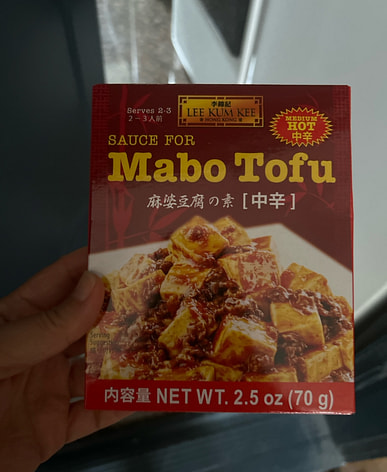 Serves 2-3
2－3人前
李錦記
LEE KUM KEE
HONG KONG
MEDIUM
HOT
中辛
SAUCE FOR
Mabo Tofu
麻婆豆腐の素 [中辛]
Serving
内容量 NET WT. 2.5 oz (70 g)